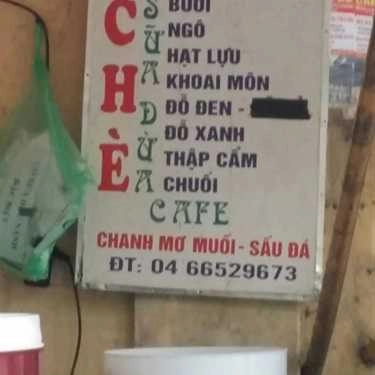 CHÈ
SỮA DỪA
BƯỞI
NGÔ
HẠT LỰU
KHOAI MÔN
ĐỖ ĐEN -
ĐỖ XANH
THẬP CẨM
CHUỐI
CAFE
CHANH MƠ MUỐI - SẤU ĐÁ
ĐT: 04 66529673